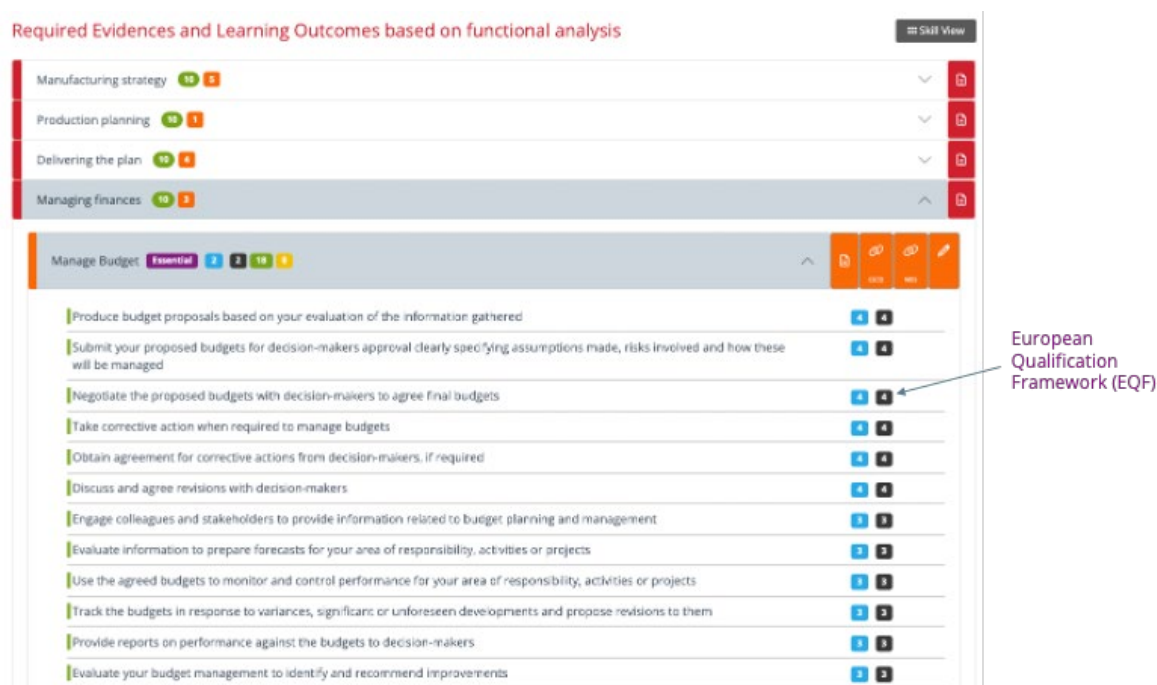 Required Evidences and Learning Outcomes based on functional analysis
Skill View
Manufacturing strategy 10 5
Production planning 10 1
Delivering the plan 10 4
Managing finances 10 3
Manage Budget Essential 2 2 18
Produce budget proposals based on your evaluation of the information gathered 4 4
Submit your proposed budgets for decision-makers approval clearly specifying assumptions made, risks involved and how these
will be managed 4 4
Negotiate the proposed budgets with decision-makers to agree final budgets 4 4
European
Qualification
Framework (EQF)
Take corrective action when required to manage budgets 4 4
Obtain agreement for corrective actions from decision-makers, if required 4 4
Discuss and agree revisions with decision-makers 4 4
Engage colleagues and stakeholders to provide information related to budget planning and management 3 3
Evaluate information to prepare forecasts for your area of responsibility, activities or projects 3 3
Use the agreed budgets to monitor and control performance for your area of responsibility, activities or projects 3 3
Track the budgets in response to variances, significant or unforeseen developments and propose revisions to them 3 3
Provide reports on performance against the budgets to decision-makers 3 3
Evaluate your budget management to identify and recommend improvements 3 3